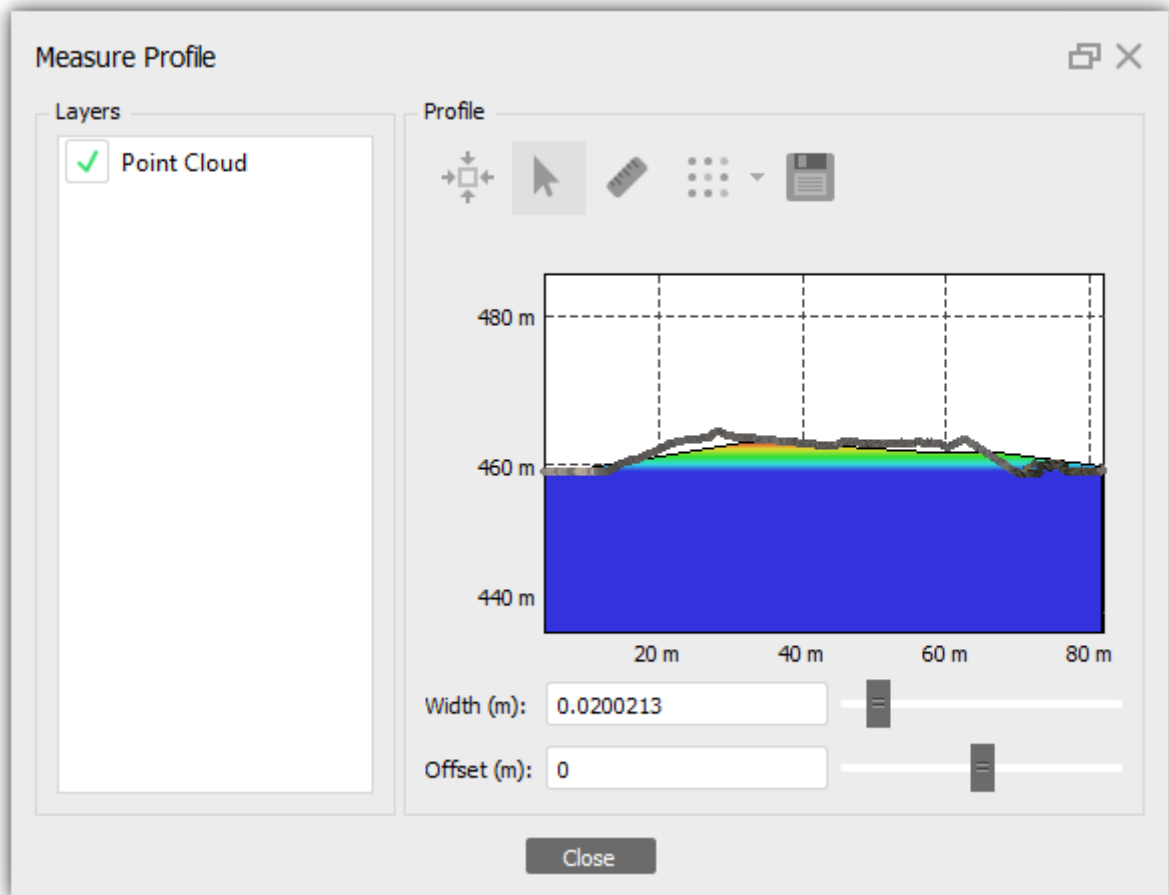 Measure Profile
Layers
Point Cloud
Profile
480 m
460 m
440 m
20 m 40 m 60 m 80 m
Width (m): 0.0200213
Offset (m): 0
Close